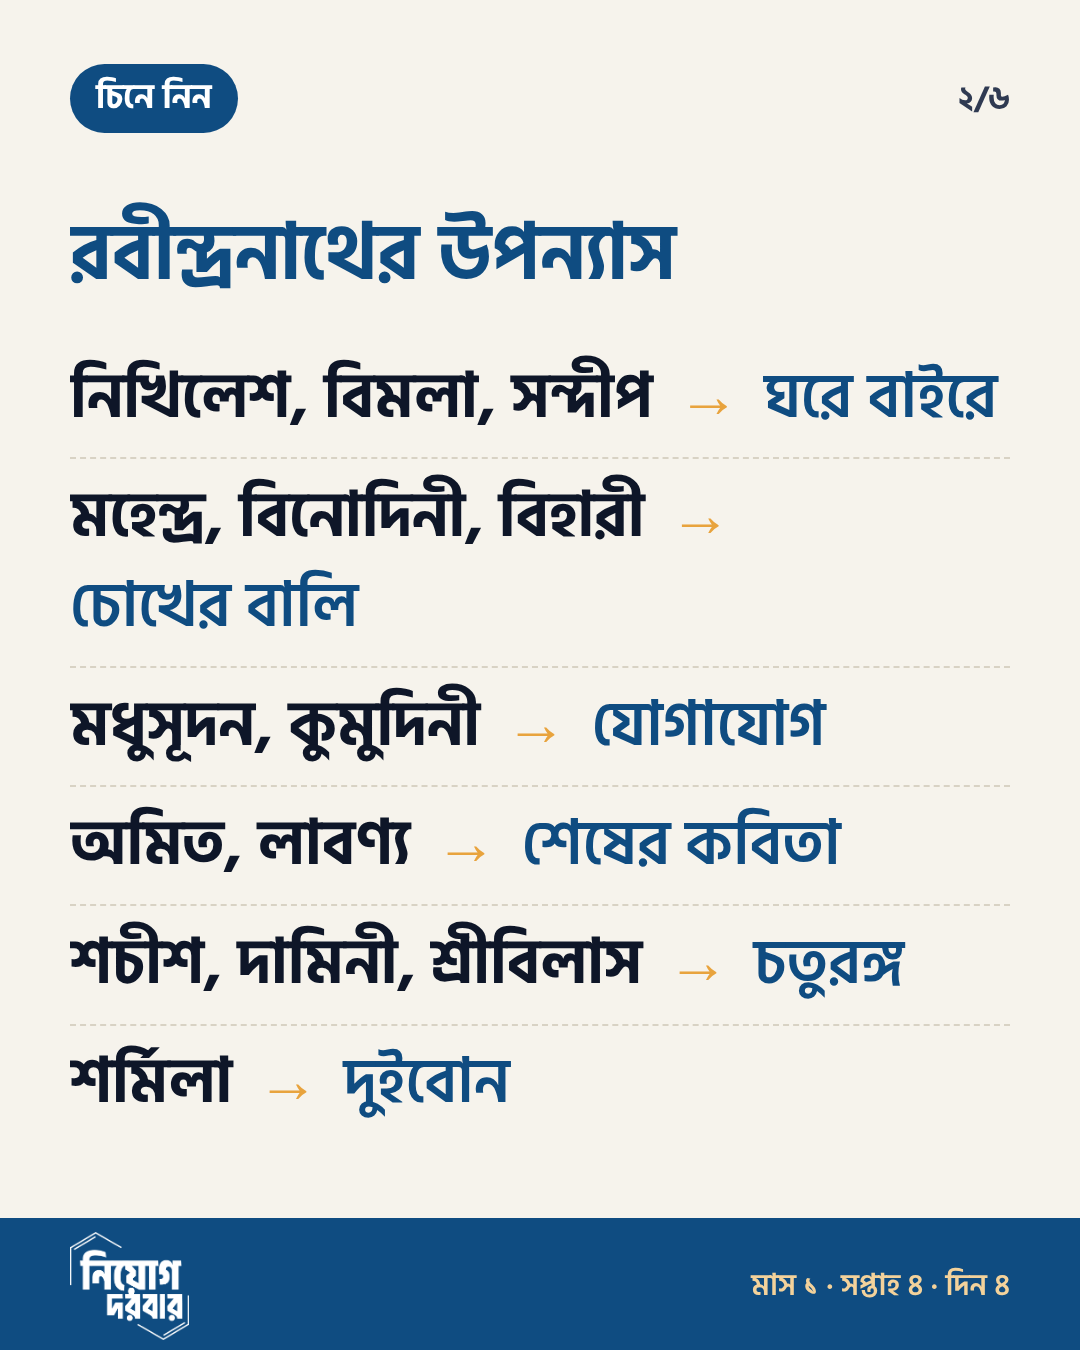 চিনে নিন
২/৬
রবীন্দ্রনাথের উপন্যাস
নিখিলেশ, বিমলা, সন্দীপ → ঘরে বাইরে
মহেন্দ্র, বিনোদিনী, বিহারী →
চোখের বালি
মধুসূদন, কুমুদিনী → যোগাযোগ
অমিত, লাবণ্য → শেষের কবিতা
শচীশ, দামিনী, শ্রীবিলাস → চতুরঙ্গ
শর্মিলা → দুইবোন
নিয়োগ
দরবার
মাস ১ · সপ্তাহ ৪ · দিন ৪